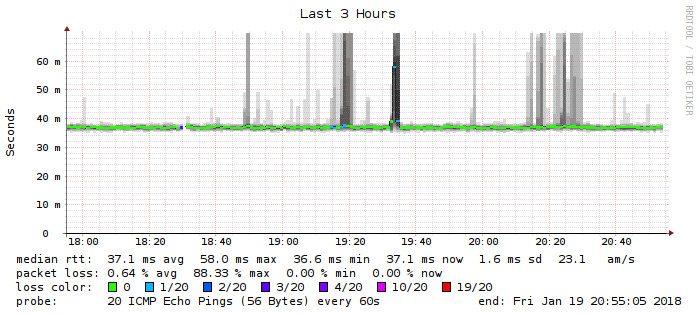 Last 3 Hours
RRDTOOL / TOBI OETIKER
Seconds
60 m
50 m
40 m
30 m
20 m
10 m
0
18:00 18:20 18:40 19:00 19:20 19:40 20:00 20:20 20:40
median rtt: 37.1 ms avg 58.0 ms max 36.6 ms min 37.1 ms now 1.6 ms sd 23.1 am/s
packet loss: 0.64 % avg 88.33 % max 0.00 % min 0.00 % now
loss color: 0 1/20 2/20 3/20 4/20 10/20 19/20
probe: 20 ICMP Echo Pings (56 Bytes) every 60s end: Fri Jan 19 20:55:05 2018